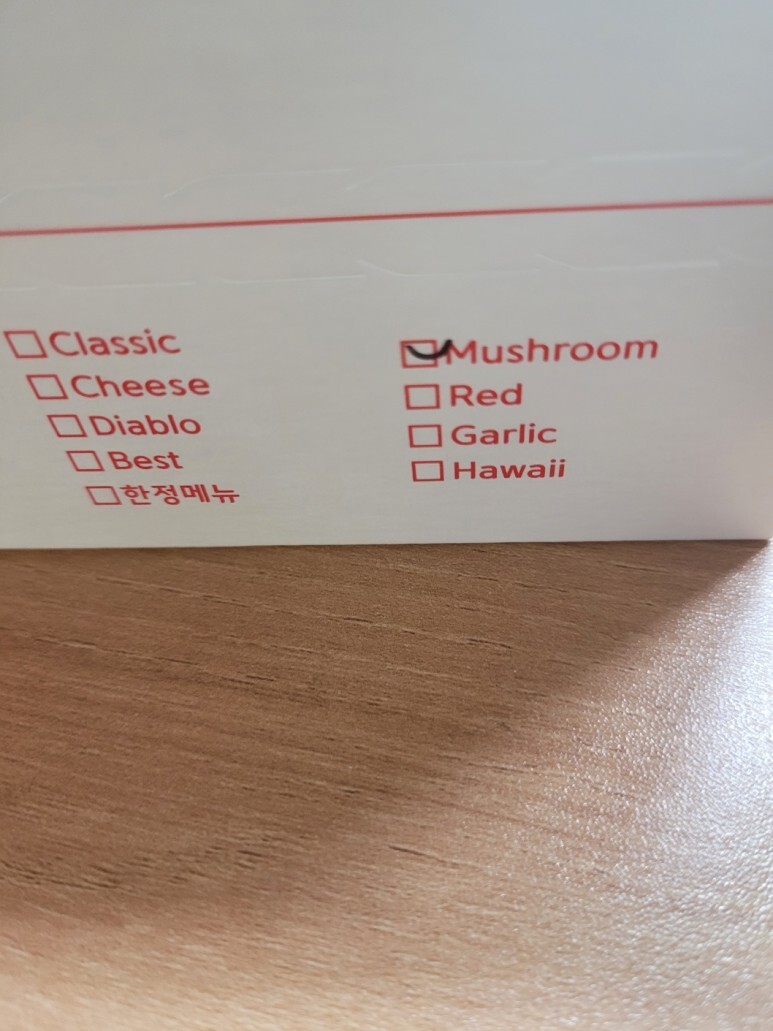 Classic
Cheese
Diablo
Best
한정메뉴
Mushroom
Red
Garlic
Hawaii